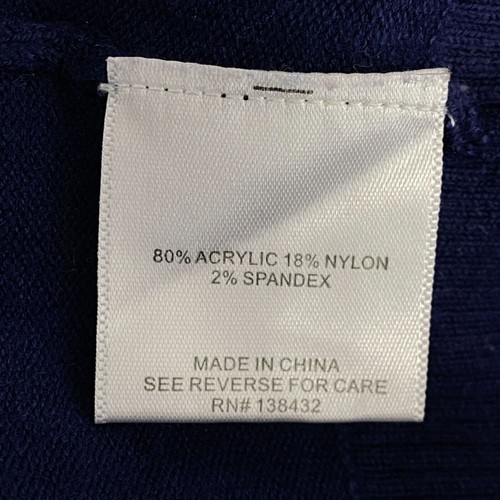 80% ACRYLIC 18% NYLON
2% SPANDEX
MADE IN CHINA
SEE REVERSE FOR CARE
RN# 138432